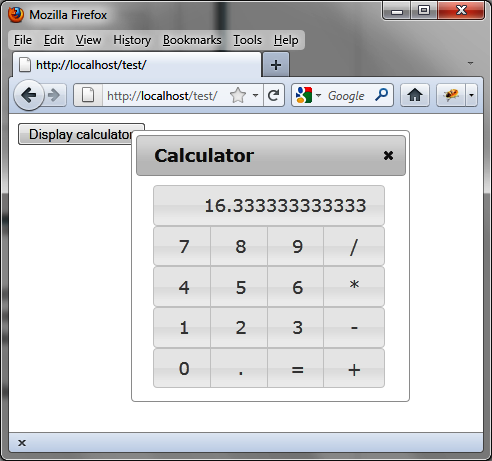 Mozilla Firefox
File Edit View History Bookmarks Tools Help
http://localhost/test/
http://localhost/test/ Google
Display calculator
Calculator
16.333333333333
7 8 9 /
4 5 6 *
1 2 3 -
0 . = +